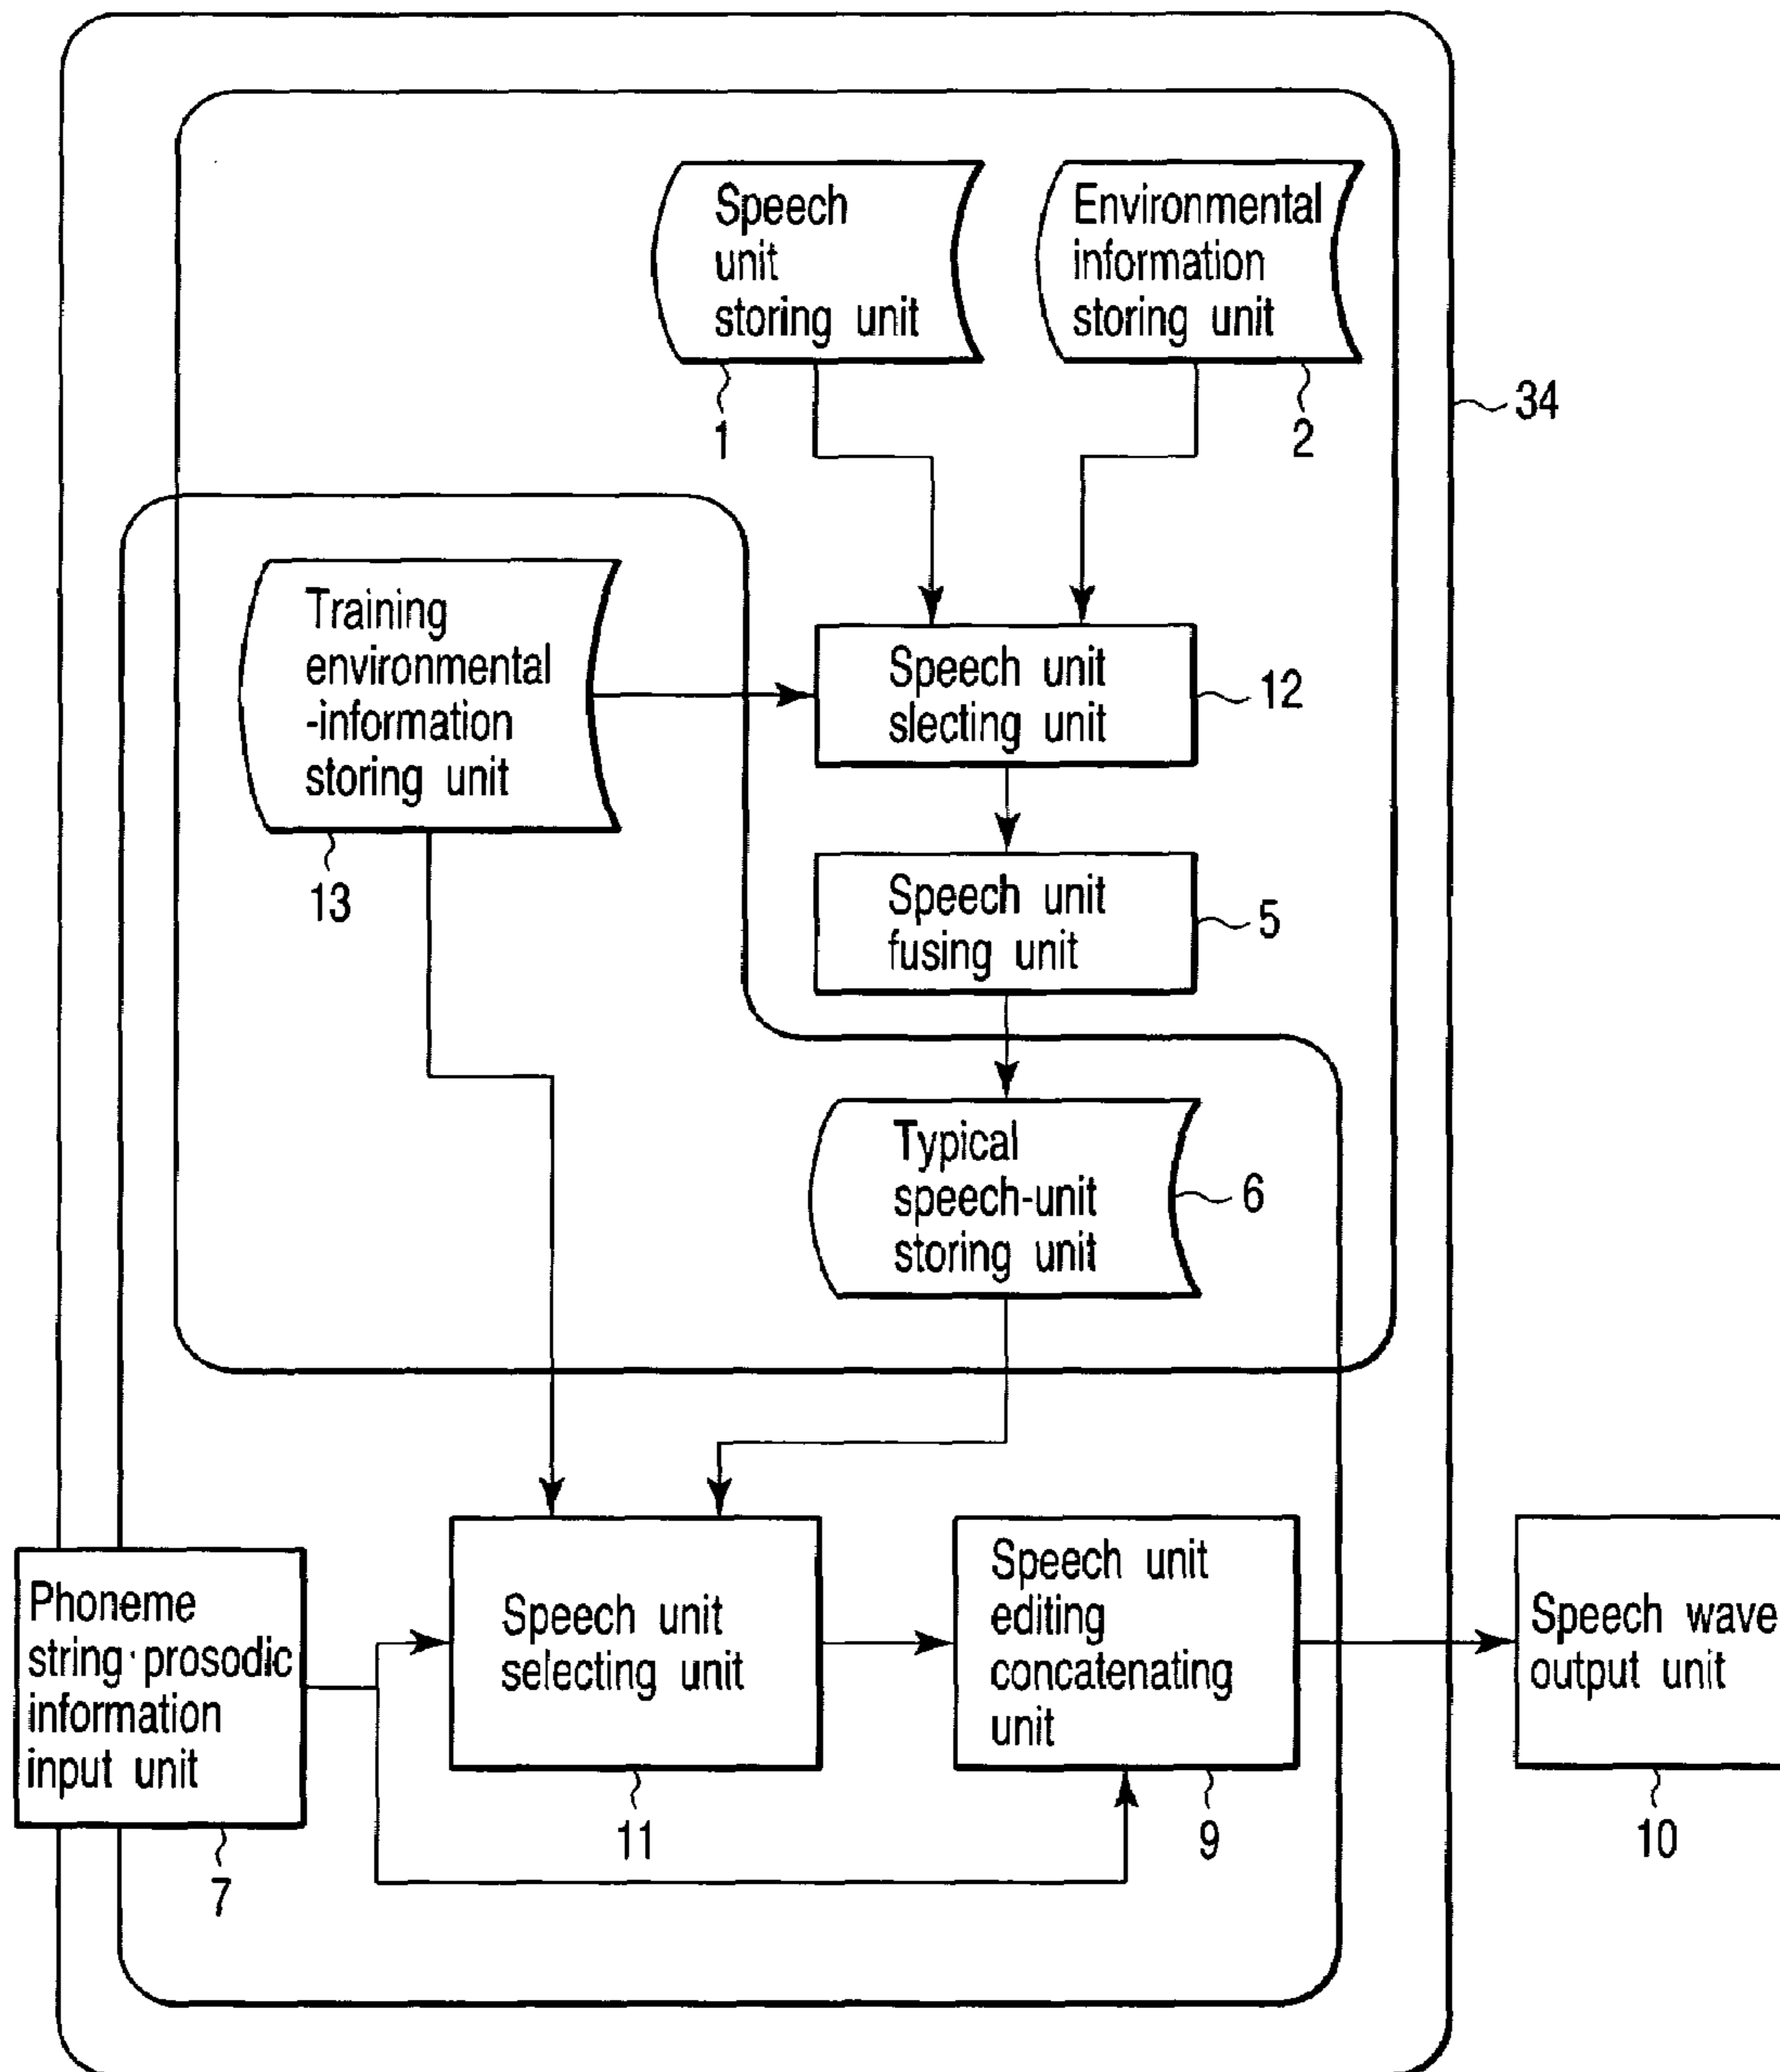 Speech
unit
storing unit
1
Environmental
information
storing unit
2
34
Training
environmental
-information
storing unit
13
Speech unit
slecting unit
12
Speech unit
fusing unit
5
Typical
speech-unit
storing unit
6
Phoneme
string·prosodic
information
input unit
7
Speech unit
selecting unit
11
Speech unit
editing
concatenating
unit
9
Speech wave
output unit
10